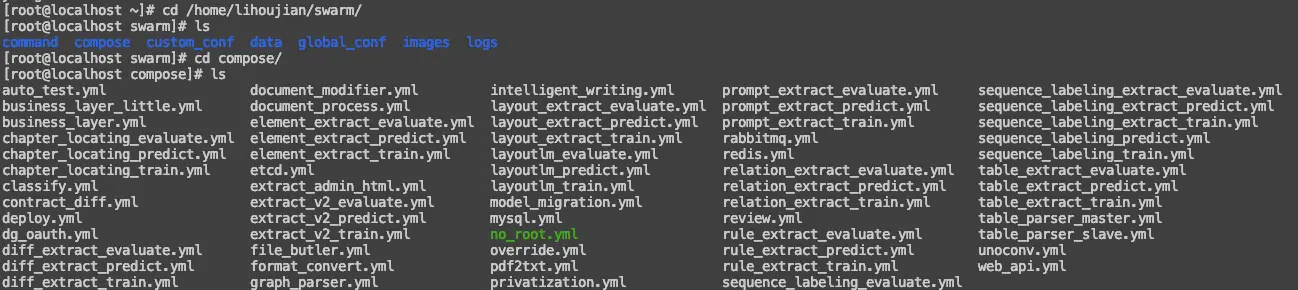 [root@localhost ~]# cd /home/lihoujian/swarm/
[root@localhost swarm]# ls
command  compose  custom_conf  data  global_conf  images  logs
[root@localhost swarm]# cd compose/
[root@localhost compose]# ls
auto_test.yml  document_modifier.yml  intelligent_writing.yml  prompt_extract_evaluate.yml  sequence_labeling_extract_evaluate.yml
business_layer_little.yml  document_process.yml  layout_extract_evaluate.yml  prompt_extract_predict.yml  sequence_labeling_extract_predict.yml
business_layer.yml  element_extract_evaluate.yml  layout_extract_predict.yml  prompt_extract_train.yml  sequence_labeling_extract_train.yml
chapter_locating_evaluate.yml  element_extract_predict.yml  layout_extract_train.yml  rabbitmq.yml  sequence_labeling_predict.yml
chapter_locating_predict.yml  element_extract_train.yml  layoutlm_evaluate.yml  redis.yml  sequence_labeling_train.yml
chapter_locating_train.yml  etcd.yml  layoutlm_predict.yml  relation_extract_evaluate.yml  table_extract_evaluate.yml
classify.yml  extract_admin_html.yml  layoutlm_train.yml  relation_extract_predict.yml  table_extract_predict.yml
contract_diff.yml  extract_v2_evaluate.yml  model_migration.yml  relation_extract_train.yml  table_extract_train.yml
deploy.yml  extract_v2_predict.yml  mysql.yml  review.yml  table_parser_master.yml
dg_oauth.yml  extract_v2_train.yml  no_root.yml  rule_extract_evaluate.yml  table_parser_slave.yml
diff_extract_evaluate.yml  file_butler.yml  override.yml  rule_extract_predict.yml  unoconv.yml
diff_extract_predict.yml  format_convert.yml  pdf2txt.yml  rule_extract_train.yml  web_api.yml
diff_extract_train.yml  graph_parser.yml  privatization.yml  sequence_labeling_evaluate.yml